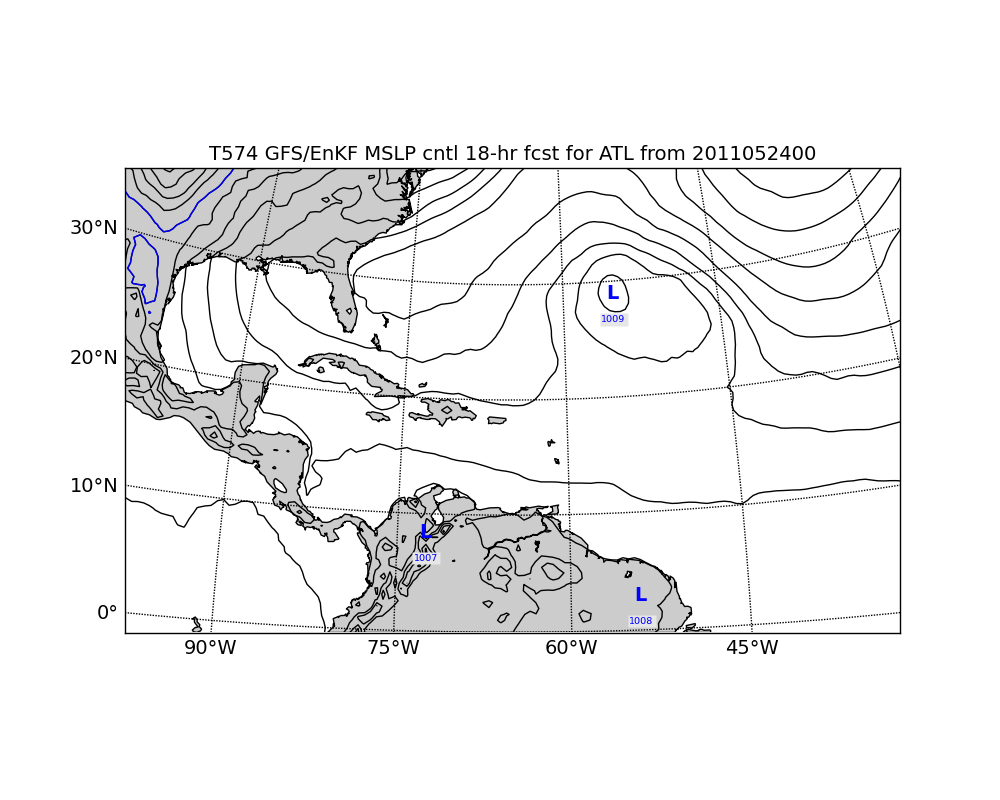 T574 GFS/EnKF MSLP cntl 18-hr fcst for ATL from 2011052400
30°N
L
1009
20°N
10°N
L
1007
L
0°
1008
90°W 75°W 60°W 45°W